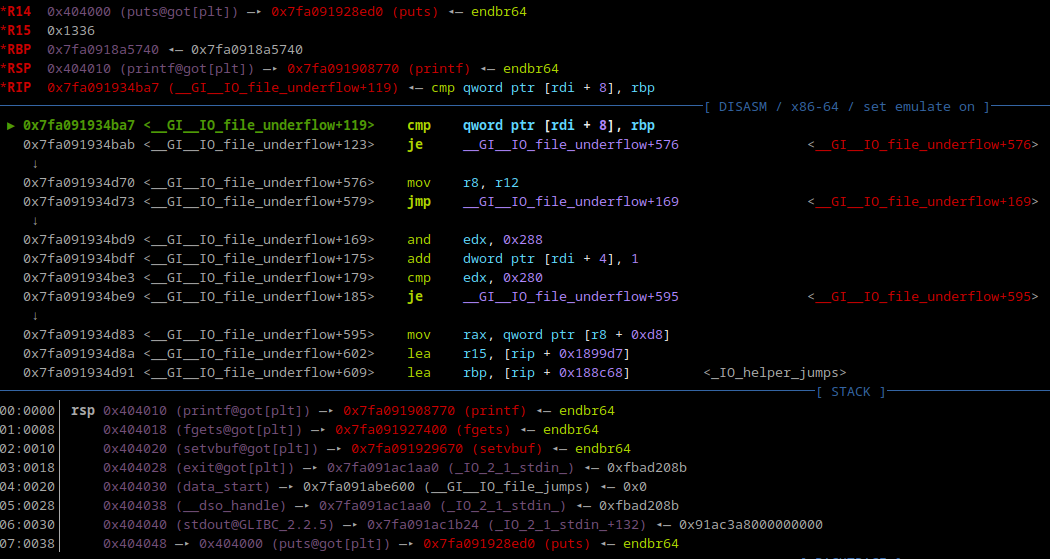 *R14  0x404000 (puts@got[plt]) —▸ 0x7fa091928ed0 (puts) ◂— endbr64
*R15  0x1336
*RBP  0x7fa0918a5740 ◂— 0x7fa0918a5740
*RSP  0x404010 (printf@got[plt]) —▸ 0x7fa091908770 (printf) ◂— endbr64
*RIP  0x7fa091934ba7 (__GI__IO_file_underflow+119) ◂— cmp qword ptr [rdi + 8], rbp
[ DISASM / x86-64 / set emulate on ]
► 0x7fa091934ba7 <__GI__IO_file_underflow+119>    cmp    qword ptr [rdi + 8], rbp
0x7fa091934bab <__GI__IO_file_underflow+123>    je     __GI__IO_file_underflow+576                <__GI__IO_file_underflow+576>
↓
0x7fa091934d70 <__GI__IO_file_underflow+576>    mov    r8, r12
0x7fa091934d73 <__GI__IO_file_underflow+579>    jmp    __GI__IO_file_underflow+169                <__GI__IO_file_underflow+169>
↓
0x7fa091934bd9 <__GI__IO_file_underflow+169>    and    edx, 0x288
0x7fa091934bdf <__GI__IO_file_underflow+175>    add    dword ptr [rdi + 4], 1
0x7fa091934be3 <__GI__IO_file_underflow+179>    cmp    edx, 0x280
0x7fa091934be9 <__GI__IO_file_underflow+185>    je     __GI__IO_file_underflow+595                <__GI__IO_file_underflow+595>
↓
0x7fa091934d83 <__GI__IO_file_underflow+595>    mov    rax, qword ptr [r8 + 0xd8]
0x7fa091934d8a <__GI__IO_file_underflow+602>    lea    r15, [rip + 0x1899d7]
0x7fa091934d91 <__GI__IO_file_underflow+609>    lea    rbp, [rip + 0x188c68]         <_IO_helper_jumps>
[ STACK ]
00:0000│ rsp 0x404010 (printf@got[plt]) —▸ 0x7fa091908770 (printf) ◂— endbr64
01:0008│     0x404018 (fgets@got[plt]) —▸ 0x7fa091927400 (fgets) ◂— endbr64
02:0010│     0x404020 (setvbuf@got[plt]) —▸ 0x7fa091929670 (setvbuf) ◂— endbr64
03:0018│     0x404028 (exit@got[plt]) —▸ 0x7fa091ac1aa0 (_IO_2_1_stdin_) ◂— 0xfbad208b
04:0020│     0x404030 (data_start) —▸ 0x7fa091abe600 (__GI__IO_file_jumps) ◂— 0x0
05:0028│     0x404038 (__dso_handle) —▸ 0x7fa091ac1aa0 (_IO_2_1_stdin_) ◂— 0xfbad208b
06:0030│     0x404040 (stdout@GLIBC_2.2.5) —▸ 0x7fa091ac1b24 (_IO_2_1_stdin_+132) ◂— 0x91ac3a8000000000
07:0038│     0x404048 —▸ 0x404000 (puts@got[plt]) —▸ 0x7fa091928ed0 (puts) ◂— endbr64